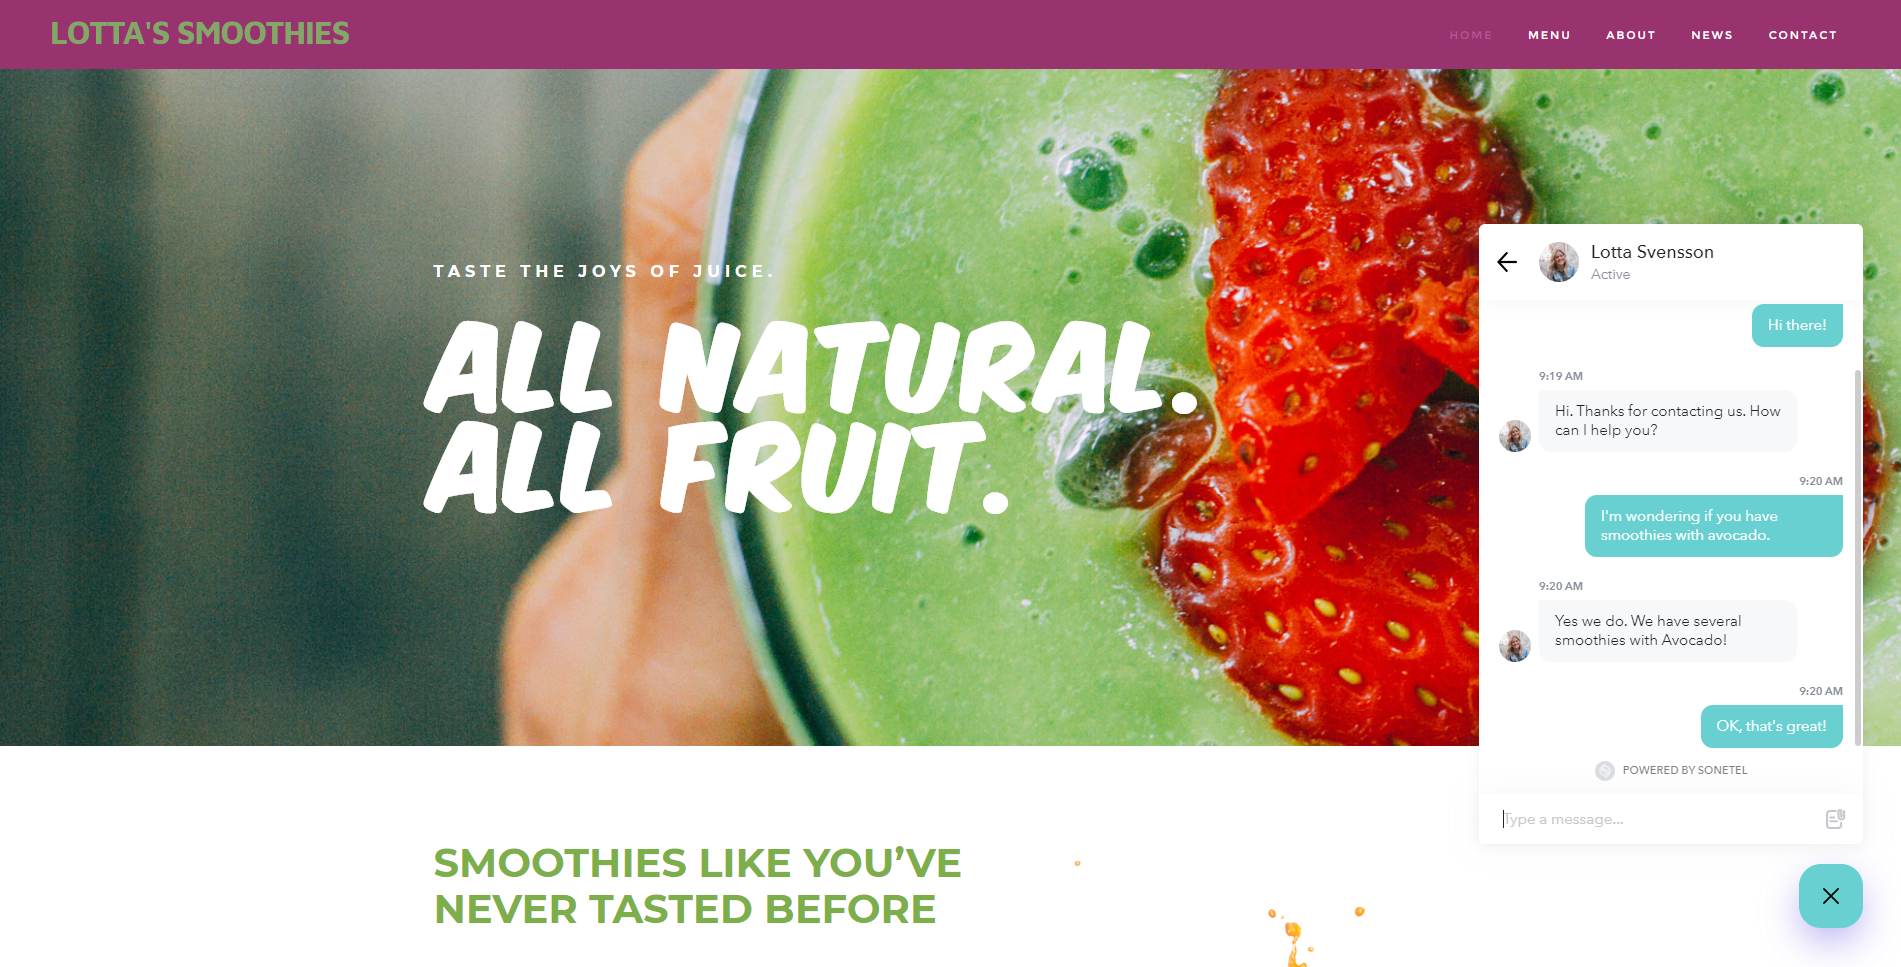 LOTTA'S SMOOTHIES
HOME MENU ABOUT NEWS CONTACT
TASTE THE JOYS OF JUICE.
ALL NATURAL.
ALL FRUIT.
SMOOTHIES LIKE YOU’VE
NEVER TASTED BEFORE
Lotta Svensson
Active
Hi there!
9:19 AM
Hi. Thanks for contacting us. How
can I help you?
9:20 AM
I'm wondering if you have
smoothies with avocado.
9:20 AM
Yes we do. We have several
smoothies with Avocado!
9:20 AM
OK, that's great!
POWERED BY SONETEL
Type a message...